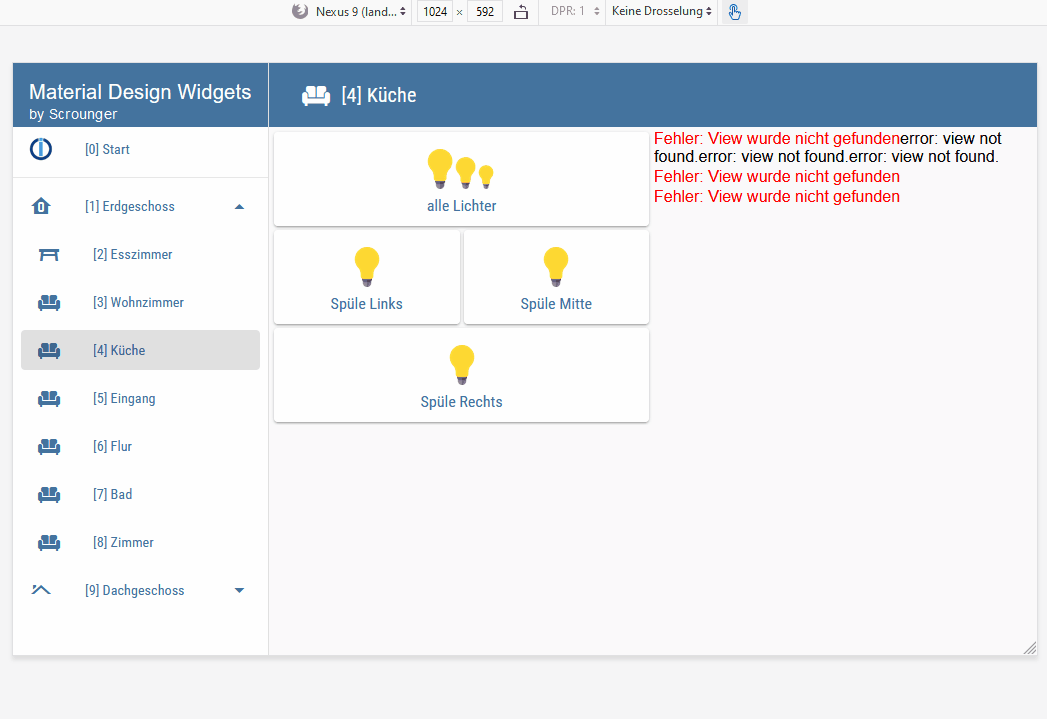 Nexus 9 (land... 1024 × 592 DPR: 1 Keine Drosselung
Material Design Widgets
by Scrounger
[4] Küche
[0] Start
[1] Erdgeschoss
[2] Esszimmer
[3] Wohnzimmer
[4] Küche
[5] Eingang
[6] Flur
[7] Bad
[8] Zimmer
[9] Dachgeschoss
alle Lichter
Spüle Links
Spüle Mitte
Spüle Rechts
Fehler: View wurde nicht gefundenerror: view not
found.error: view not found.error: view not found.
Fehler: View wurde nicht gefunden
Fehler: View wurde nicht gefunden